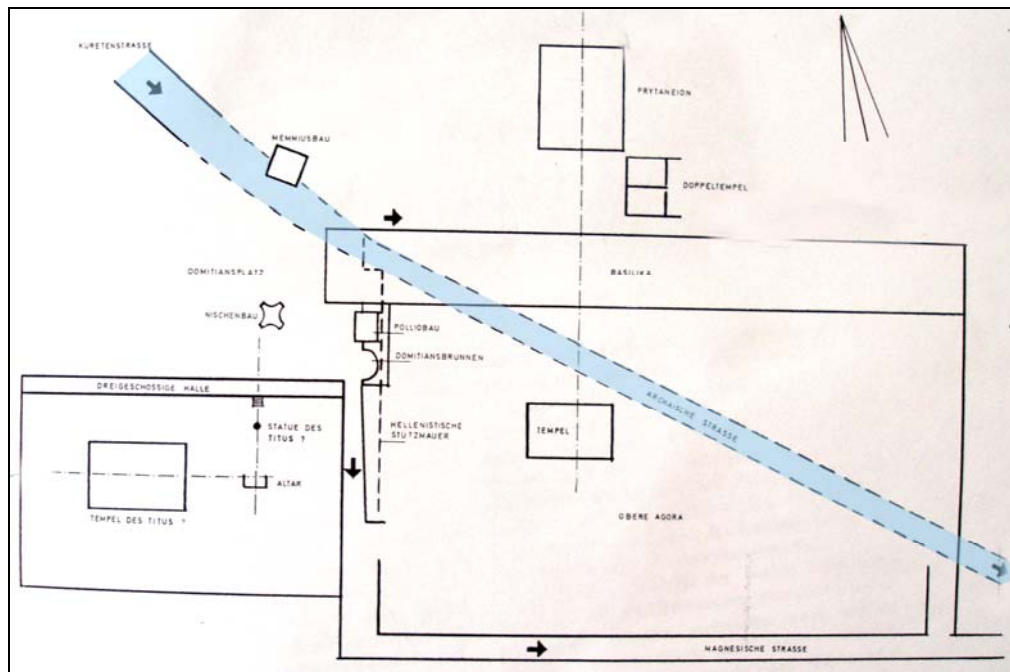 KURETENSTRASSE
PRYTANEION
MEMMIUSBAU
DOPPELTEMPEL
DOMITIANSPLATZ
BASILIKA
NISCHENBAU
POLLIOBAU
DOMITIANSBRUNNEN
DREIGESCHOSSIGE HALLE
ARCHAISCHE STRASSE
STATUE DES
TITUS ?
HELLENISTISCHE
STÜTZMAUER
TEMPEL
ALTAR
TEMPEL DES TITUS ?
OBERE AGORA
MAGNESISCHE STRASSE